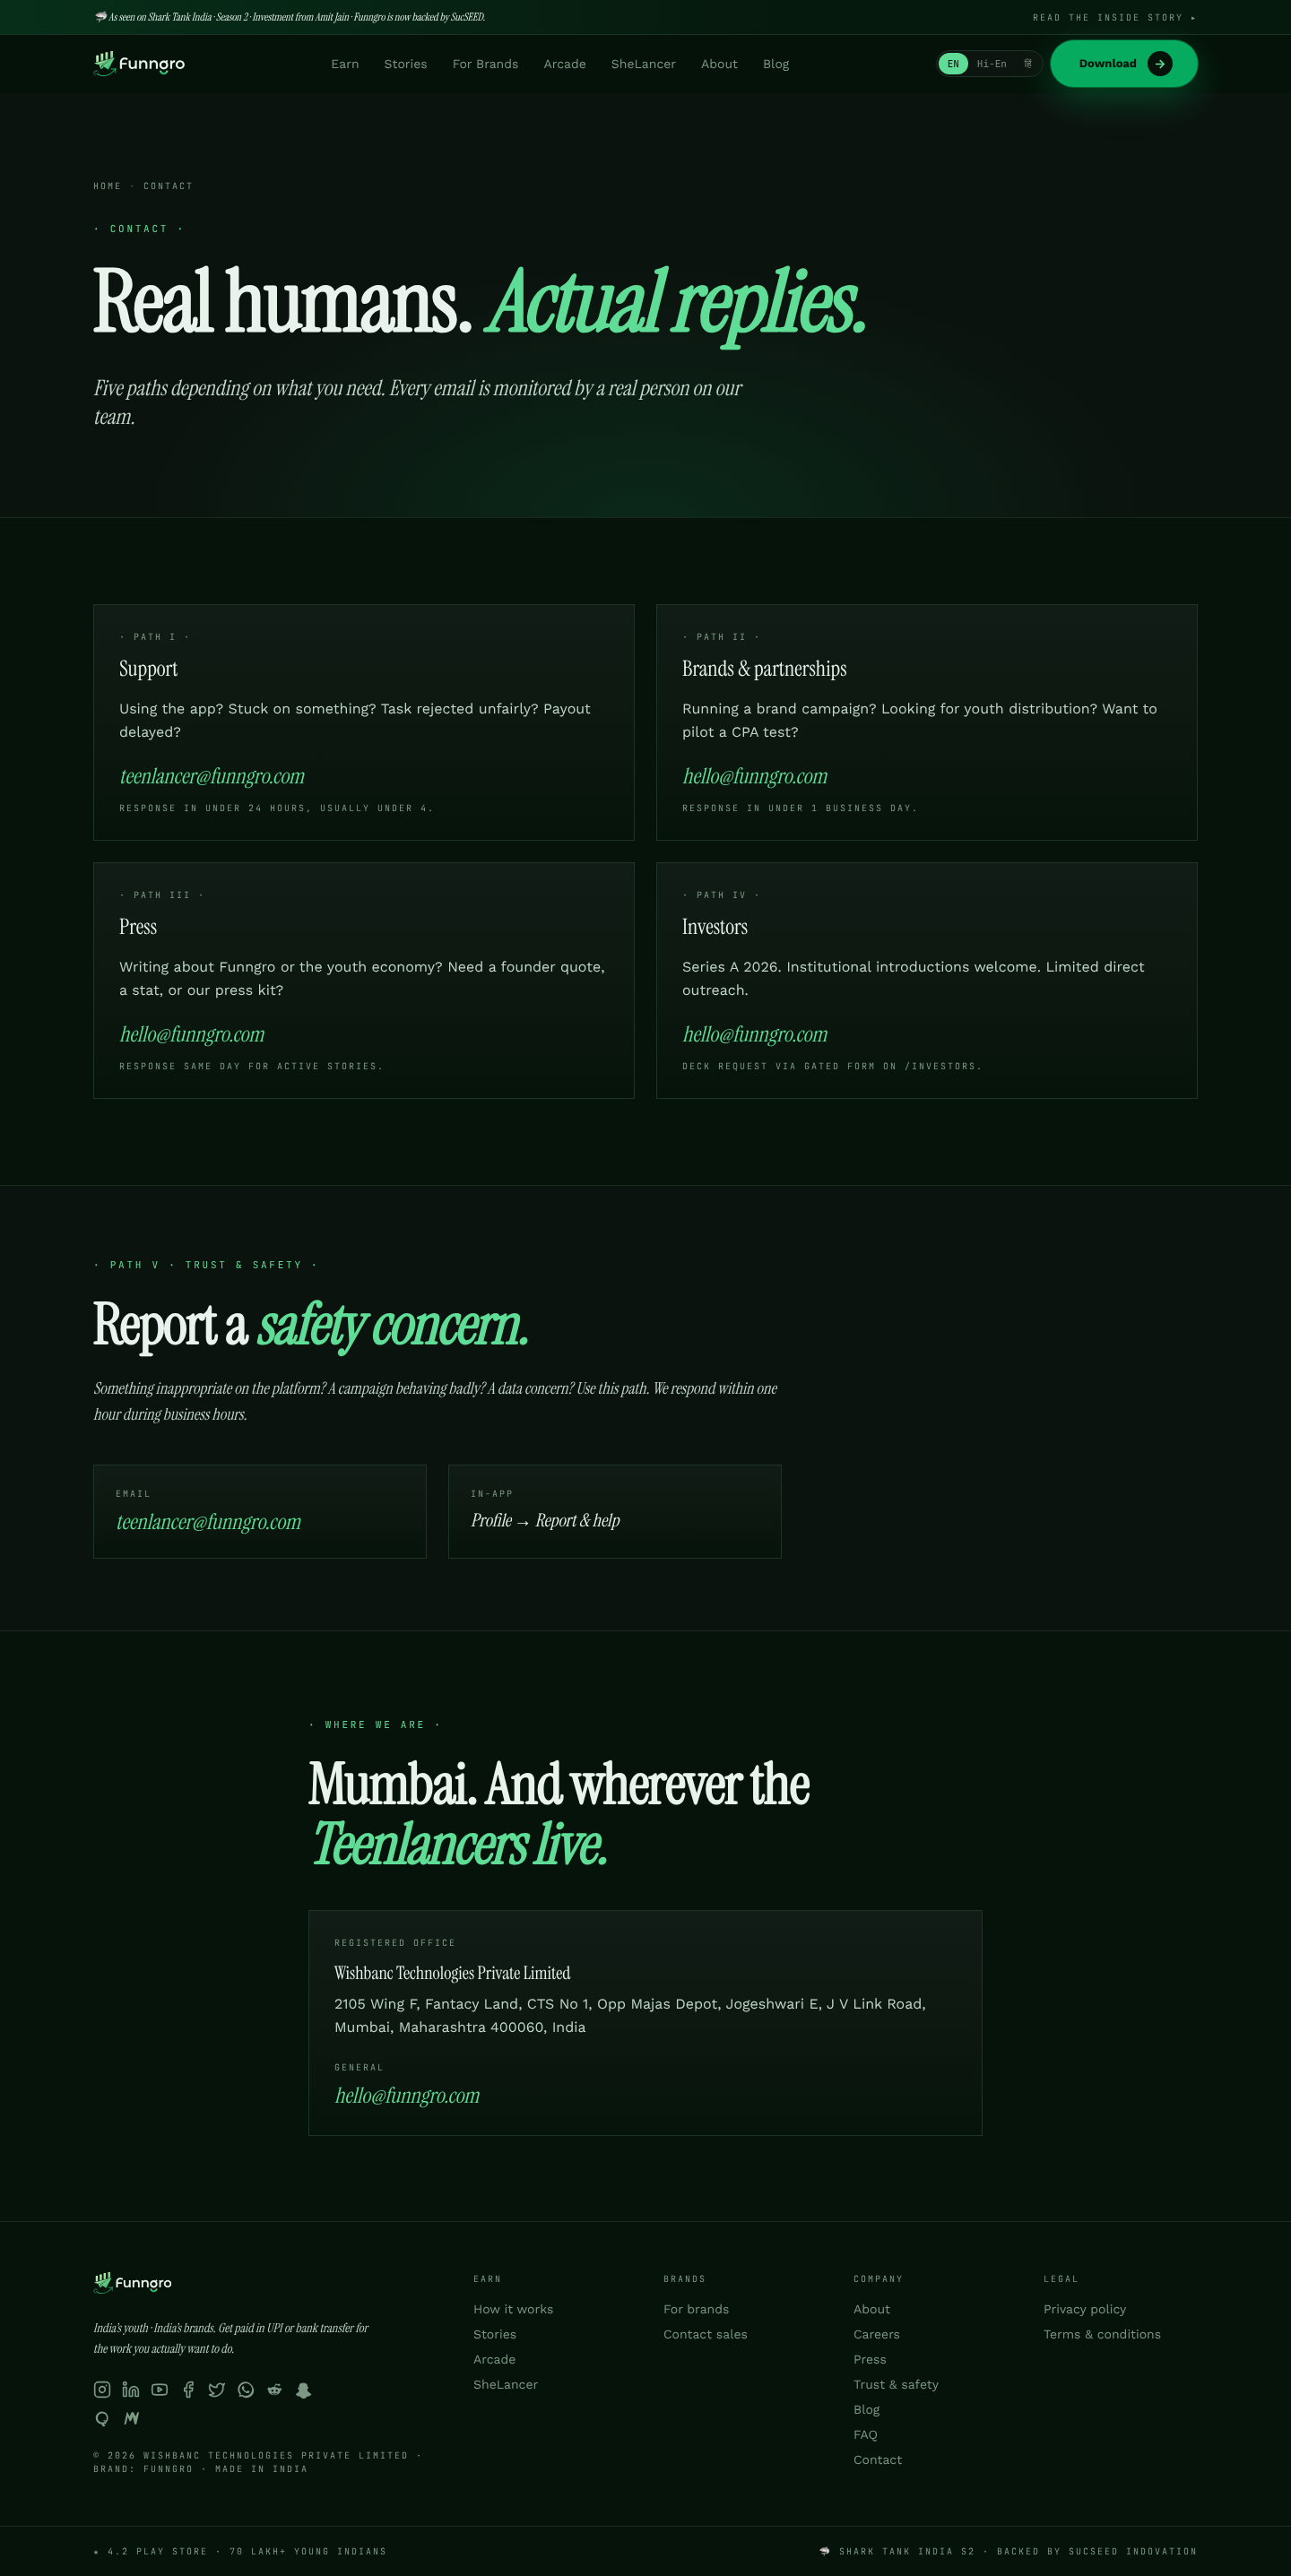 🦈 As seen on Shark Tank India · Season 2 · Investment from Amit Jain · Funngro is now backed by SucSEED.
READ THE INSIDE STORY ▸
Funngro
Earn Stories For Brands Arcade SheLancer About Blog
EN Hi-En हिं
Download →
HOME · CONTACT
· CONTACT ·
Real humans. Actual replies.
Five paths depending on what you need. Every email is monitored by a real person on our
team.
· PATH I ·
Support
Using the app? Stuck on something? Task rejected unfairly? Payout
delayed?
teenlancer@funngro.com
RESPONSE IN UNDER 24 HOURS, USUALLY UNDER 4.
· PATH II ·
Brands & partnerships
Running a brand campaign? Looking for youth distribution? Want to
pilot a CPA test?
hello@funngro.com
RESPONSE IN UNDER 1 BUSINESS DAY.
· PATH III ·
Press
Writing about Funngro or the youth economy? Need a founder quote,
a stat, or our press kit?
hello@funngro.com
RESPONSE SAME DAY FOR ACTIVE STORIES.
· PATH IV ·
Investors
Series A 2026. Institutional introductions welcome. Limited direct
outreach.
hello@funngro.com
DECK REQUEST VIA GATED FORM ON /INVESTORS.
· PATH V · TRUST & SAFETY ·
Report a safety concern.
Something inappropriate on the platform? A campaign behaving badly? A data concern? Use this path. We respond within one
hour during business hours.
EMAIL
teenlancer@funngro.com
IN-APP
Profile → Report & help
· WHERE WE ARE ·
Mumbai. And wherever the
Teenlancers live.
REGISTERED OFFICE
Wishbanc Technologies Private Limited
2105 Wing F, Fantacy Land, CTS No 1, Opp Majas Depot, Jogeshwari E, J V Link Road,
Mumbai, Maharashtra 400060, India
GENERAL
hello@funngro.com
Funngro
India's youth · India's brands. Get paid in UPI or bank transfer for
the work you actually want to do.
© 2026 WISHBANC TECHNOLOGIES PRIVATE LIMITED ·
BRAND: FUNNGRO · MADE IN INDIA
EARN
How it works
Stories
Arcade
SheLancer
BRANDS
For brands
Contact sales
COMPANY
About
Careers
Press
Trust & safety
Blog
FAQ
Contact
LEGAL
Privacy policy
Terms & conditions
★ 4.2 PLAY STORE · 70 LAKH+ YOUNG INDIANS
🦈 SHARK TANK INDIA S2 · BACKED BY SUCSEED INDOVATION